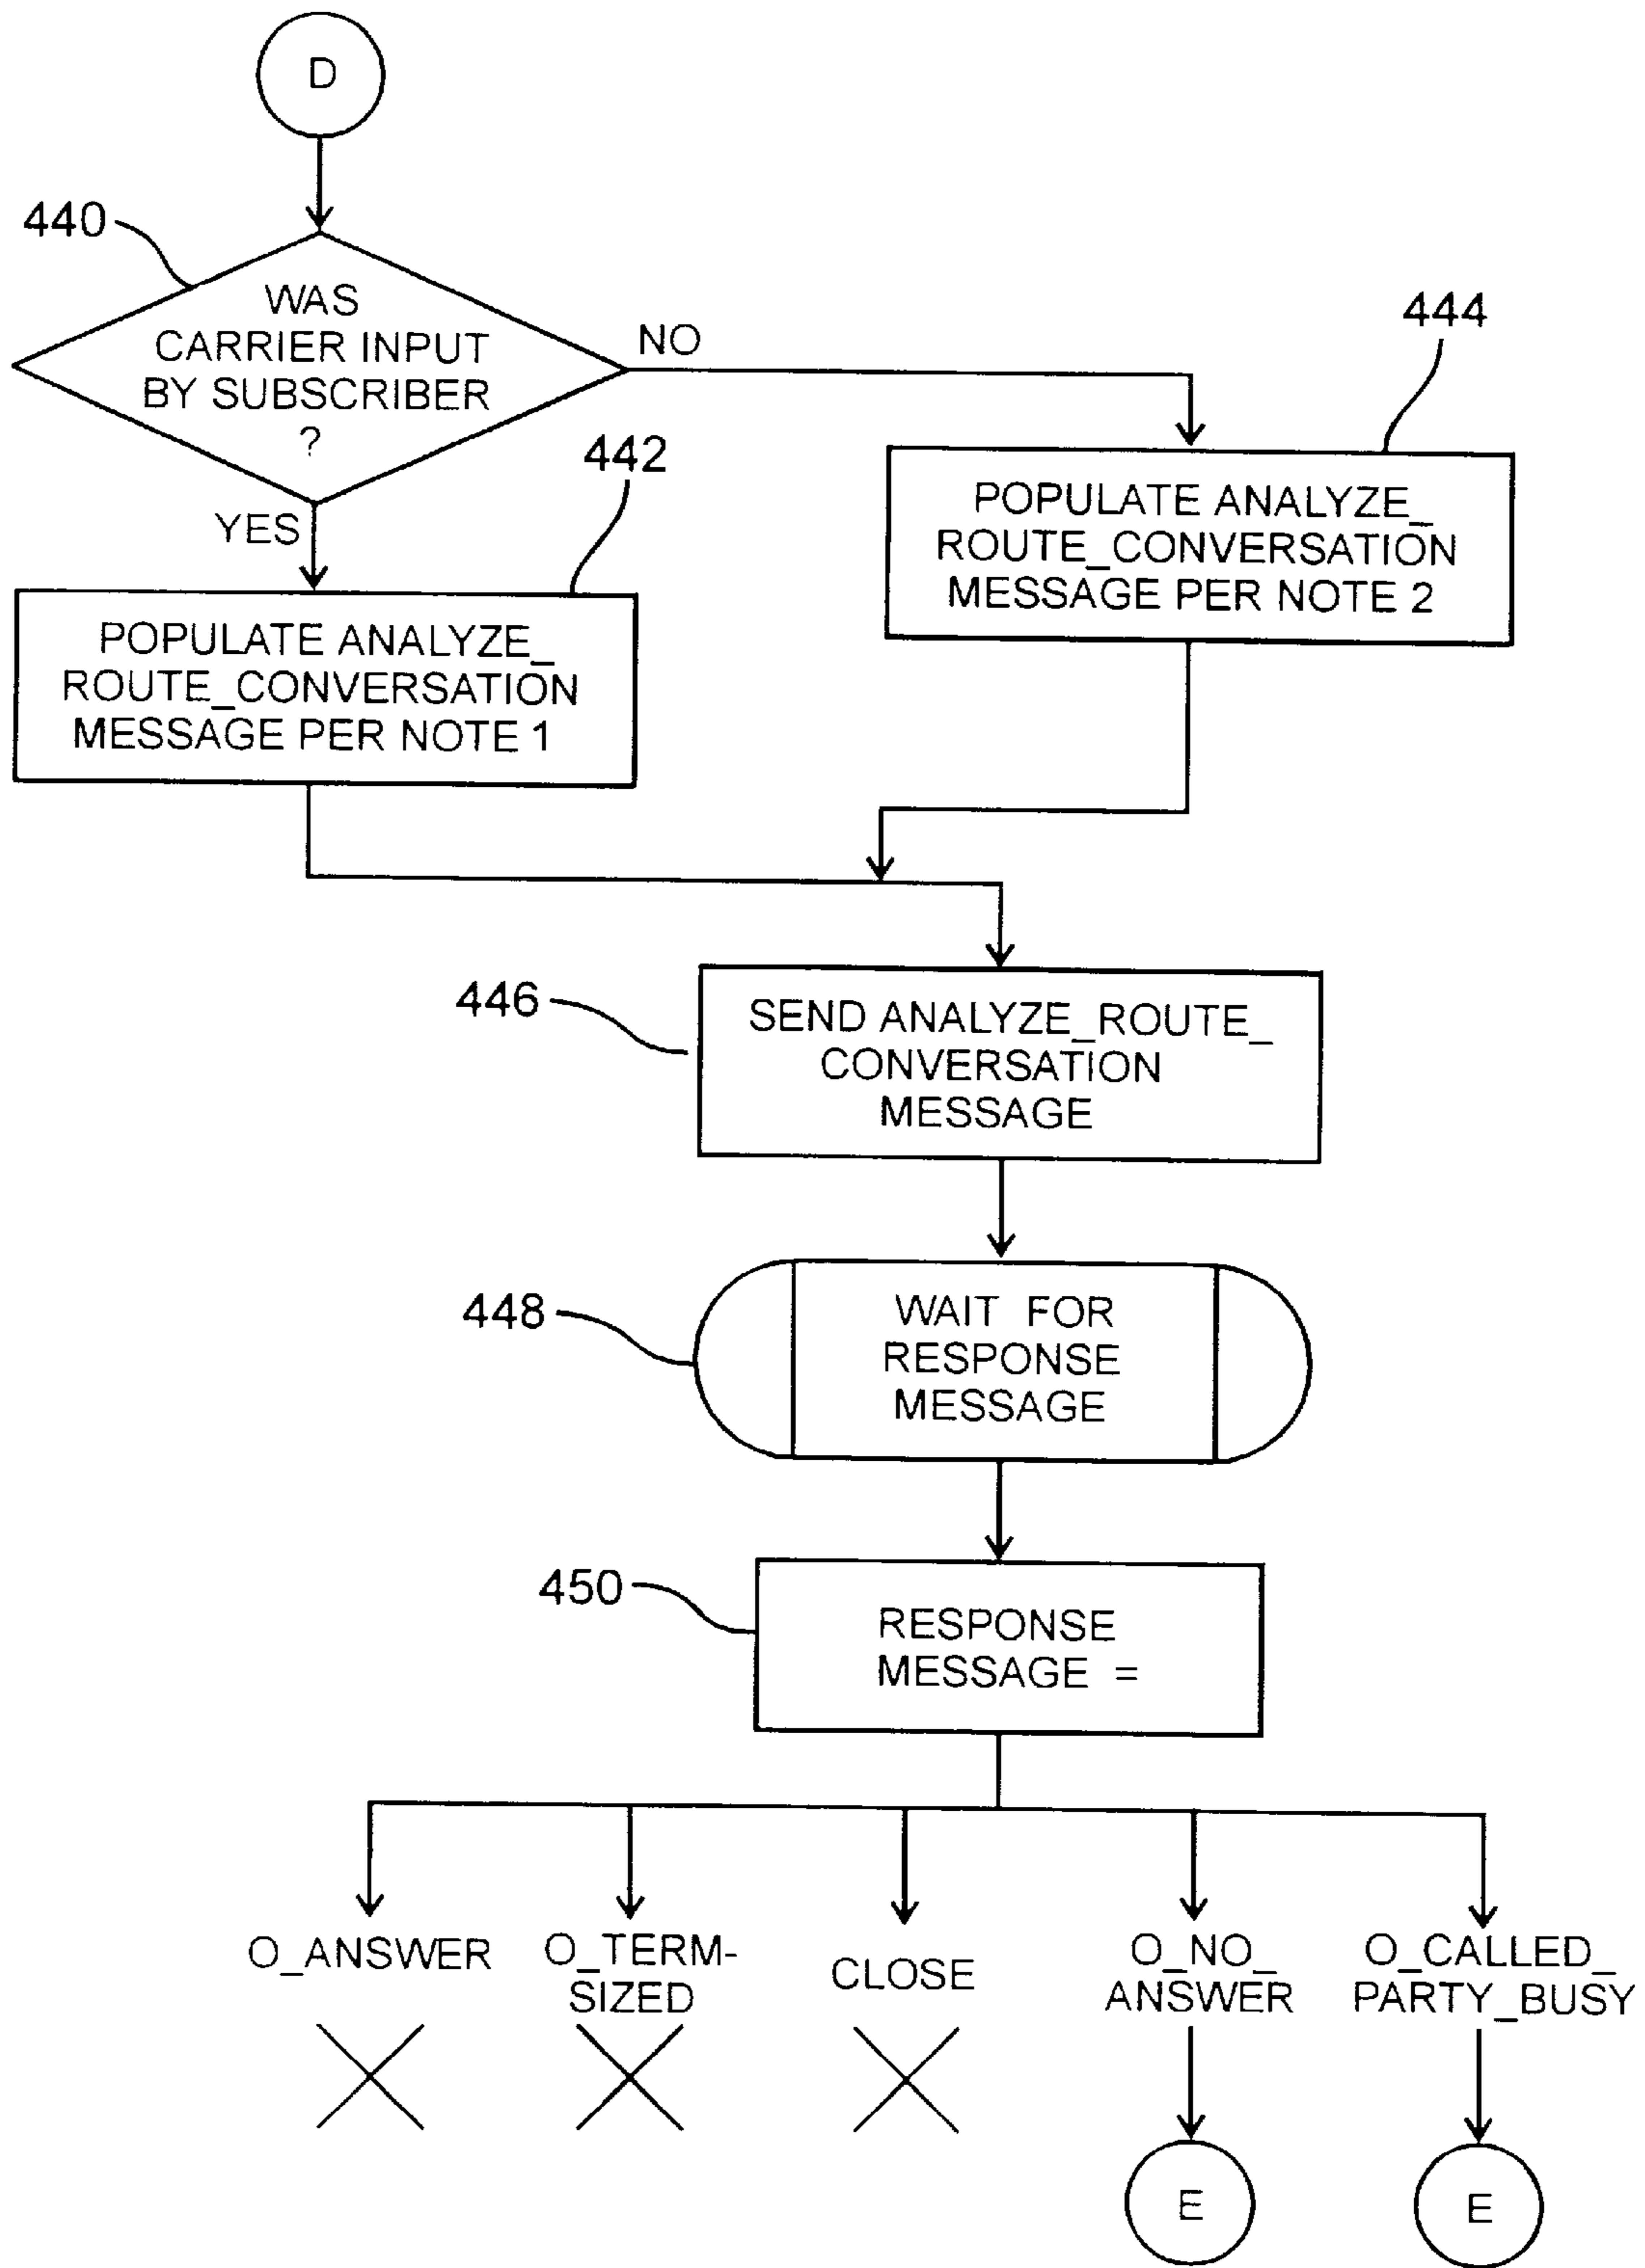 D
440
WAS
CARRIER INPUT
BY SUBSCRIBER
?
NO
YES
444
POPULATE ANALYZE_
ROUTE_CONVERSATION
MESSAGE PER NOTE 2
442
POPULATE ANALYZE_
ROUTE_CONVERSATION
MESSAGE PER NOTE 1
446
SEND ANALYZE_ROUTE_
CONVERSATION
MESSAGE
448
WAIT FOR
RESPONSE
MESSAGE
450
RESPONSE
MESSAGE =
O_ANSWER
O_TERM-
SIZED
CLOSE
O_NO_
ANSWER
O_CALLED_
PARTY_BUSY
E
E